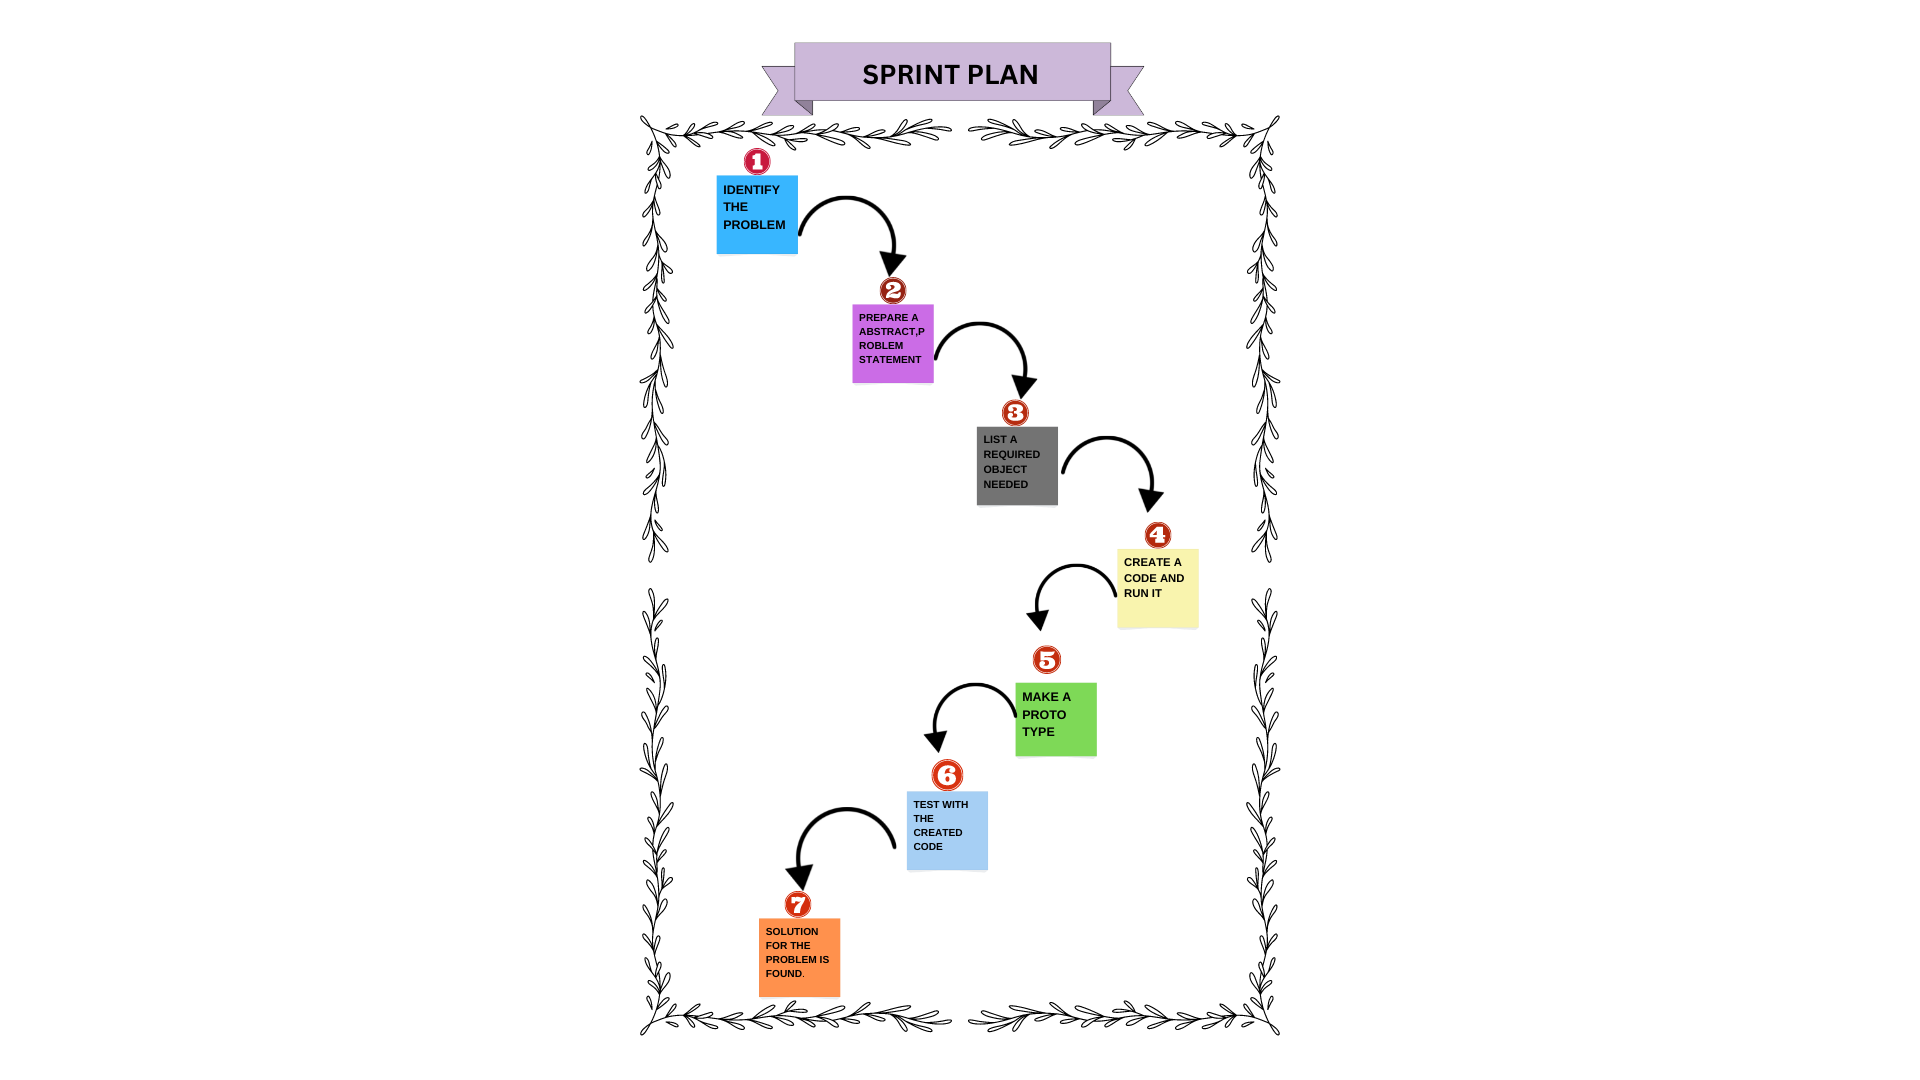 SPRINT PLAN
1
IDENTIFY
THE
PROBLEM
2
PREPARE A
ABSTRACT,P
ROBLEM
STATEMENT
3
LIST A
REQUIRED
OBJECT
NEEDED
4
CREATE A
CODE AND
RUN IT
5
MAKE A
PROTO
TYPE
6
TEST WITH
THE
CREATED
CODE
7
SOLUTION
FOR THE
PROBLEM IS
FOUND.